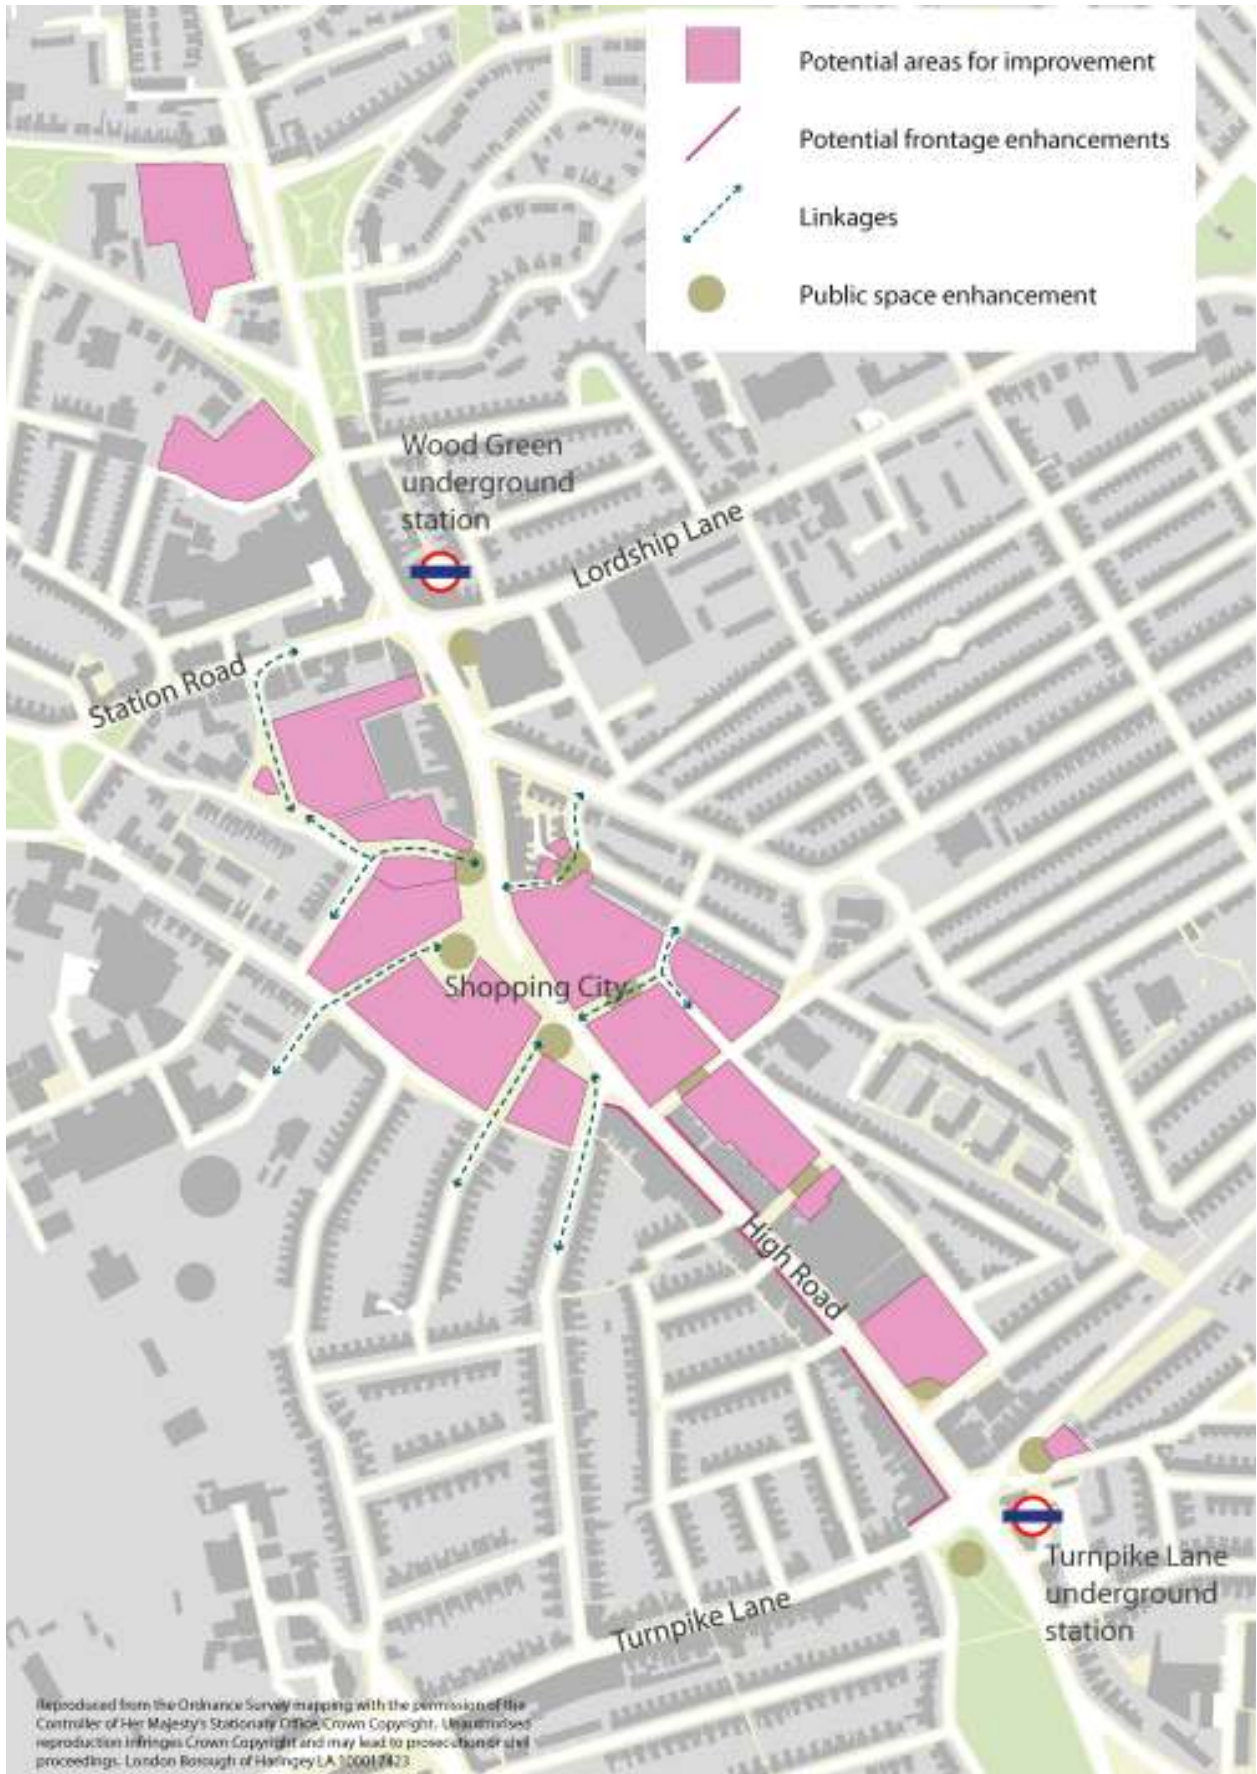 Potential areas for improvement
Potential frontage enhancements
Linkages
Public space enhancement
Wood Green
underground
station
Lordship Lane
Station Road
Shopping City
High Road
Turnpike Lane
underground
station
Turnpike Lane
Reproduced from the Ordnance Survey mapping with the permission of the
Controller of Her Majesty's Stationary Office, Crown Copyright. Unauthorised
reproduction infringes Crown Copyright and may lead to prosecution or civil
proceedings. London Borough of Haringey LA 100017423